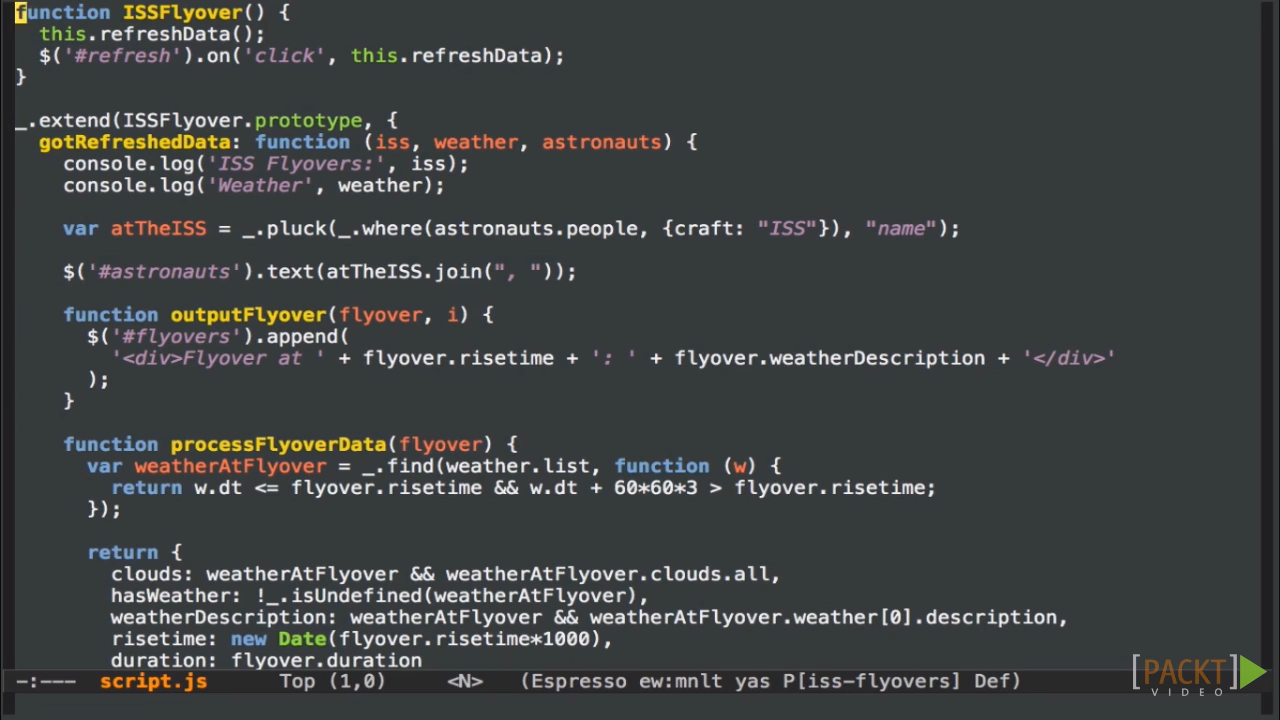 function ISSFlyover() {
  this.refreshData();
  $('#refresh').on('click', this.refreshData);
}

_.extend(ISSFlyover.prototype, {
  gotRefreshedData: function (iss, weather, astronauts) {
    console.log('ISS Flyovers:', iss);
    console.log('Weather', weather);

    var atTheISS = _.pluck(_.where(astronauts.people, {craft: "ISS"}), "name");

    $('#astronauts').text(atTheISS.join(", "));

    function outputFlyover(flyover, i) {
      $('#flyovers').append(
        '<div>Flyover at ' + flyover.risetime + ': ' + flyover.weatherDescription + '</div>'
      );
    }

    function processFlyoverData(flyover) {
      var weatherAtFlyover = _.find(weather.list, function (w) {
        return w.dt <= flyover.risetime && w.dt + 60*60*3 > flyover.risetime;
      });

      return {
        clouds: weatherAtFlyover && weatherAtFlyover.clouds.all,
        hasWeather: !_.isUndefined(weatherAtFlyover),
        weatherDescription: weatherAtFlyover && weatherAtFlyover.weather[0].description,
        risetime: new Date(flyover.risetime*1000),
        duration: flyover.duration
-:--- script.js Top (1,0) <N> (Espresso ew:mnlt yas P[iss-flyovers] Def)
[PACKT]
VIDEO